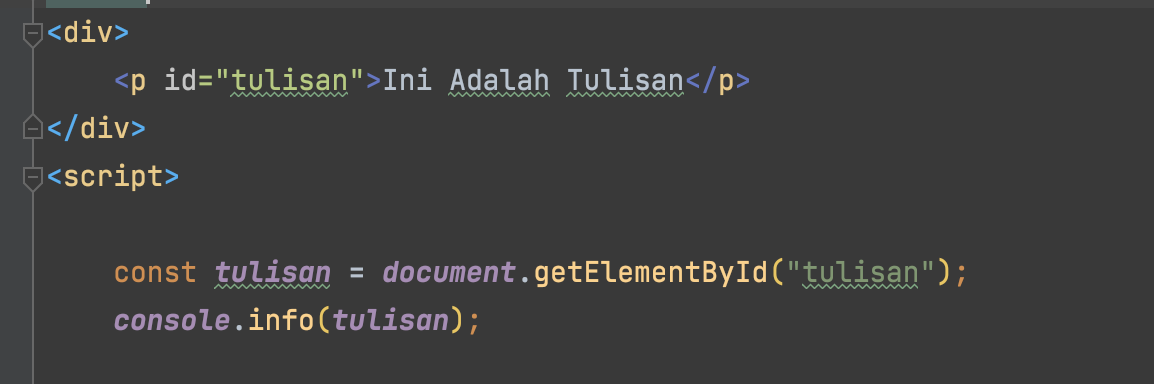 <div>
    <p id="tulisan">Ini Adalah Tulisan</p>
</div>
<script>
    const tulisan = document.getElementById("tulisan");
    console.info(tulisan);